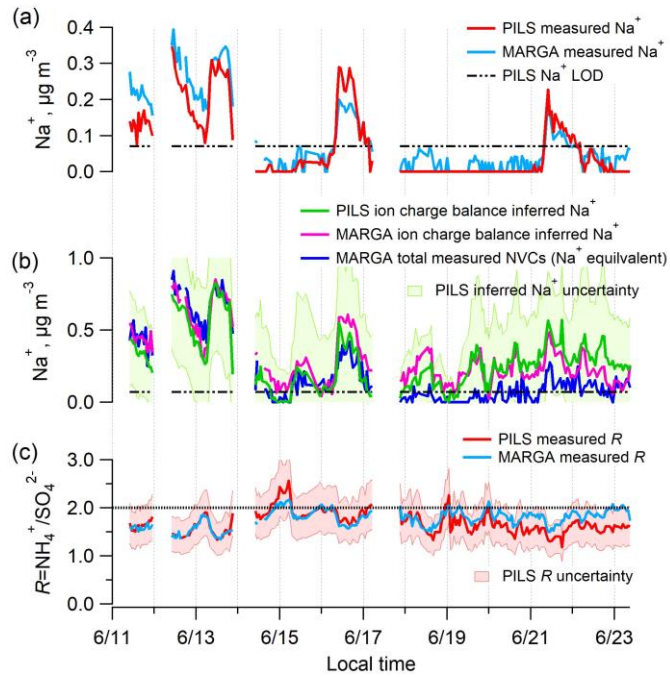 (a)
PILS measured Na⁺
MARGA measured Na⁺
PILS Na⁺ LOD
Na⁺, µg m⁻³
0.4
0.3
0.2
0.1
0.0
PILS ion charge balance inferred Na⁺
MARGA ion charge balance inferred Na⁺
MARGA total measured NVCs (Na⁺ equilvalent)
(b)
PILS inferred Na⁺ uncertainty
Na⁺, µg m⁻³
1.0
0.5
0.0
(c)
PILS measured R
MARGA measured R
R=NH₄⁺/SO₄²⁻
3.0
2.0
1.0
0.0
PILS R uncertainty
6/11 6/13 6/15 6/17 6/19 6/21 6/23
Local time